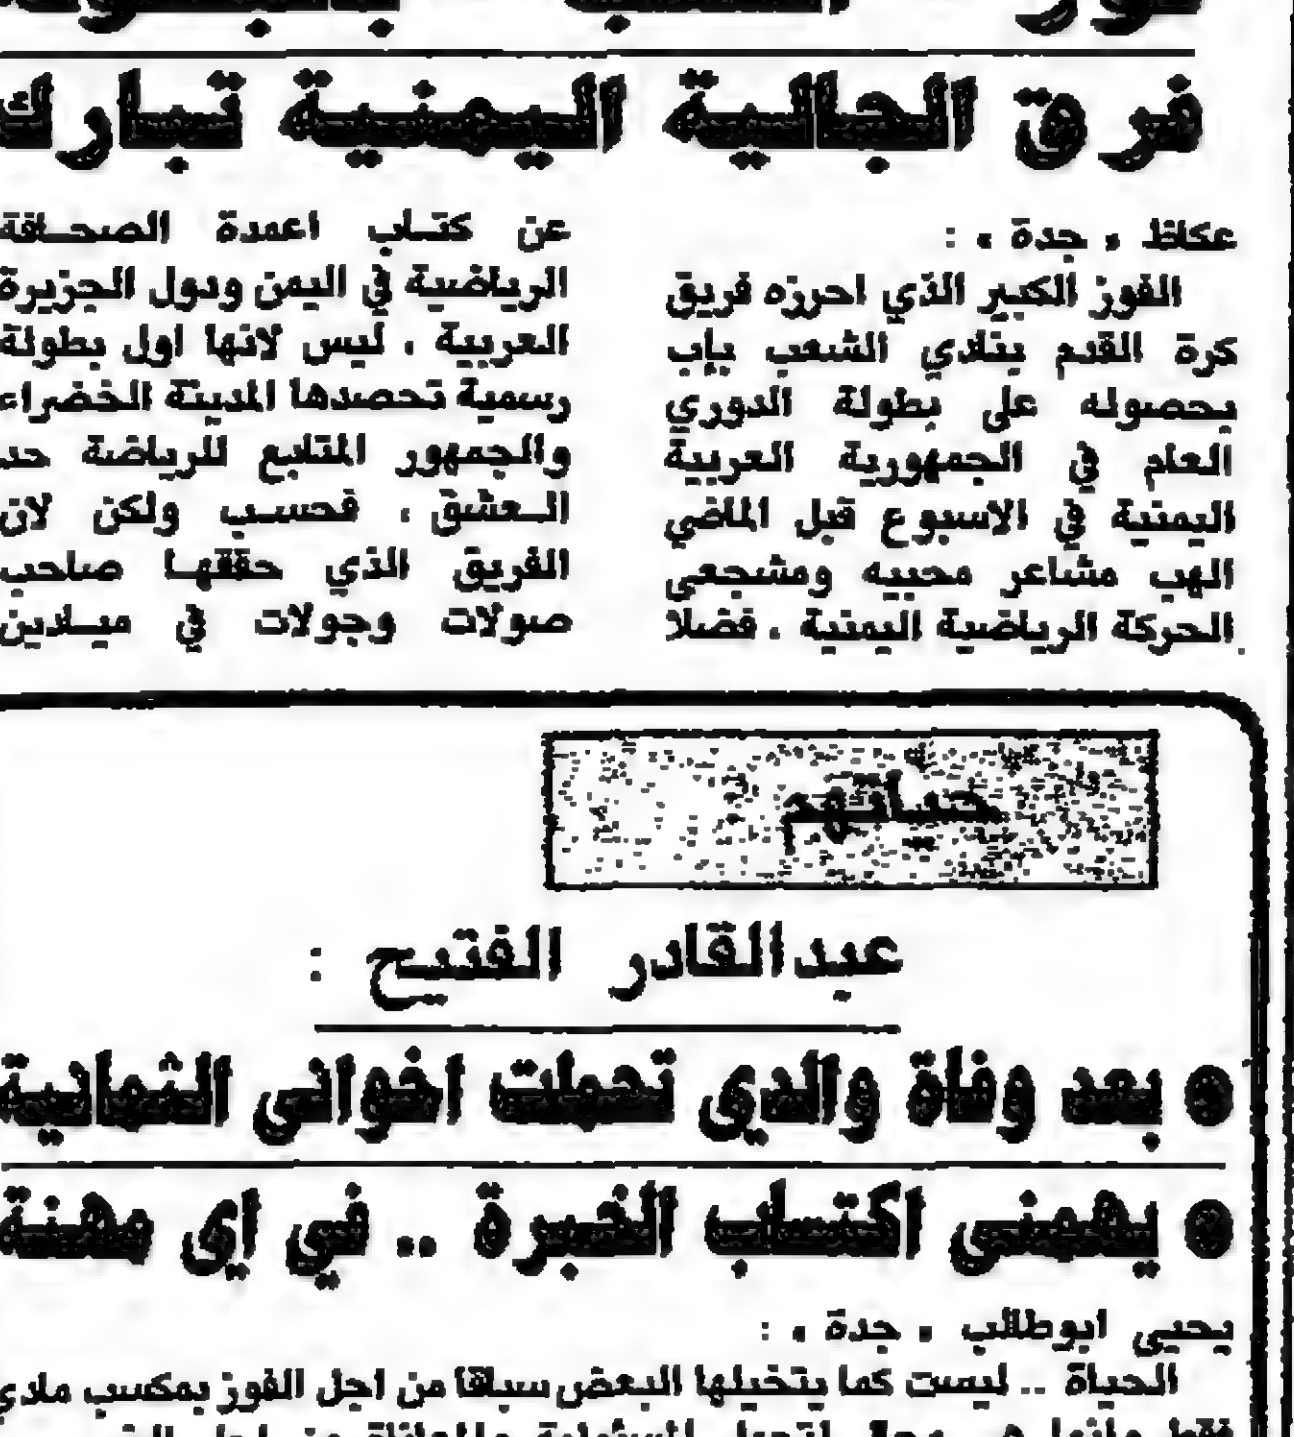 فرق الجالية اليمنية تبارك
عكاظ « جدة » :
الفوز الكبير الذي احرزه فريق
كرة القدم بنادي الشعب باب
بحصوله على بطولة الدوري
العام في الجمهورية العربية
اليمنية في الاسبوع قبل الماضي
الهب مشاعر محبيه ومشجعي
الحركة الرياضية اليمنية ، فضلا
عن كتاب اعمدة الصحافة
الرياضية في اليمن ودول الجزيرة
العربية ، ليس لانها اول بطولة
رسمية تحصدها المدينة الخضراء
والجمهور المتابع للرياضة حد
العشق ، فحسب ولكن لان
الفريق الذي حققها صاحب
صولات وجولات في ميادين
حياتهم
عبدالقادر الفتيح :
● بعد وفاة والدي تحملت اخواني الثمانية
● يهمني اكتساب الخبرة .. في اي مهنة
يحيي ابوطالب « جدة » :
الحياة .. ليست كما يتخيلها البعض سباقا من اجل الفوز بمكسب مادي